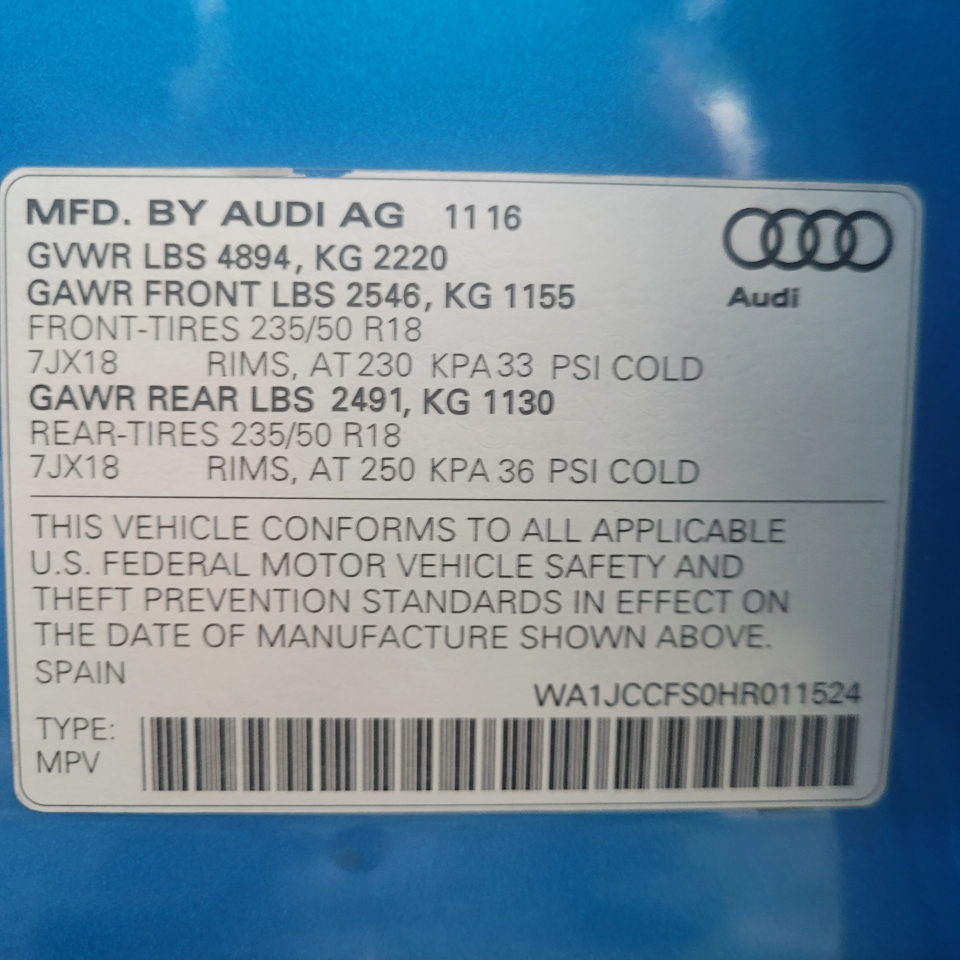 MFD. BY AUDI AG 11 16
GVWR LBS 4894, KG 2220
GAWR FRONT LBS 2546, KG 1155
FRONT-TIRES 235/50 R18
7JX18 RIMS, AT 230 KPA 33 PSI COLD
GAWR REAR LBS 2491, KG 1130
REAR-TIRES 235/50 R18
7JX18 RIMS, AT 250 KPA 36 PSI COLD
Audi
THIS VEHICLE CONFORMS TO ALL APPLICABLE
U.S. FEDERAL MOTOR VEHICLE SAFETY AND
THEFT PREVENTION STANDARDS IN EFFECT ON
THE DATE OF MANUFACTURE SHOWN ABOVE.
SPAIN
WA1JCCFS0HR011524
TYPE:
MPV